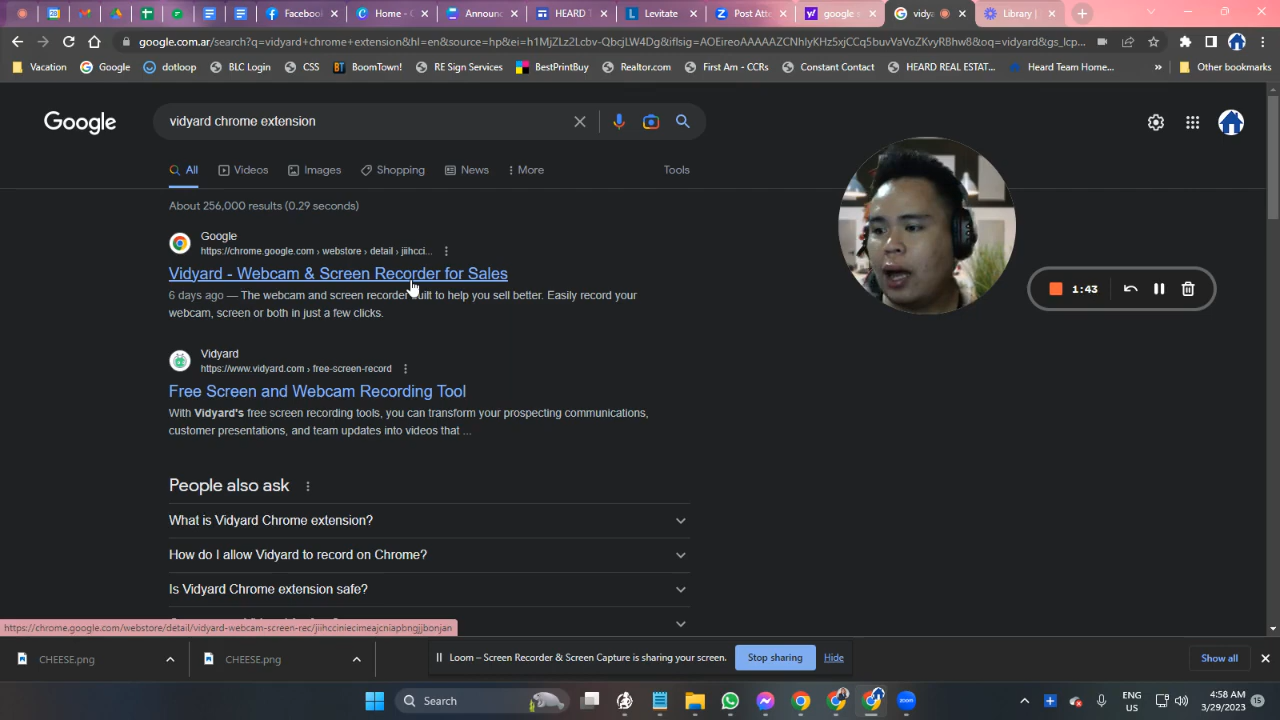 Facebook
Home - C
Announc
HEARD T
Levitate
Post Atte
google s
vidy
Library |
google.com.ar/search?q=vidyard+chrome+extension&hl=en&source=hp&ei=h1MjZLz2Lcbv-QbcjLW4Dg&iflsig=AOEireoAAAAAZCNhlyKHz5xjCCq5buvVaVoZKvyRBhw8&oq=vidyard&gs_lcp...
Vacation
Google
dotloop
BLC Login
CSS
BT BoomTown!
RE Sign Services
BestPrintBuy
Realtor.com
First Am - CCRs
Constant Contact
HEARD REAL ESTAT...
Heard Team Home...
»
Other bookmarks
Google
vidyard chrome extension
All
Videos
Images
Shopping
News
More
Tools
About 256,000 results (0.29 seconds)
Google
https://chrome.google.com › webstore › detail › jiihcci...
Vidyard - Webcam & Screen Recorder for Sales
6 days ago — The webcam and screen recorder built to help you sell better. Easily record your
webcam, screen or both in just a few clicks.
1:43
Vidyard
https://www.vidyard.com › free-screen-record
Free Screen and Webcam Recording Tool
With Vidyard's free screen recording tools, you can transform your prospecting communications,
customer presentations, and team updates into videos that ...
People also ask
What is Vidyard Chrome extension?
How do I allow Vidyard to record on Chrome?
Is Vidyard Chrome extension safe?
https://chrome.google.com/webstore/detail/vidyard-webcam-screen-rec/jiihcciniecimeajcniapbngjjbonjan
CHEESE.png
CHEESE.png
Loom – Screen Recorder & Screen Capture is sharing your screen.
Stop sharing
Hide
Show all
Search
ENG
US
4:58 AM
3/29/2023
15